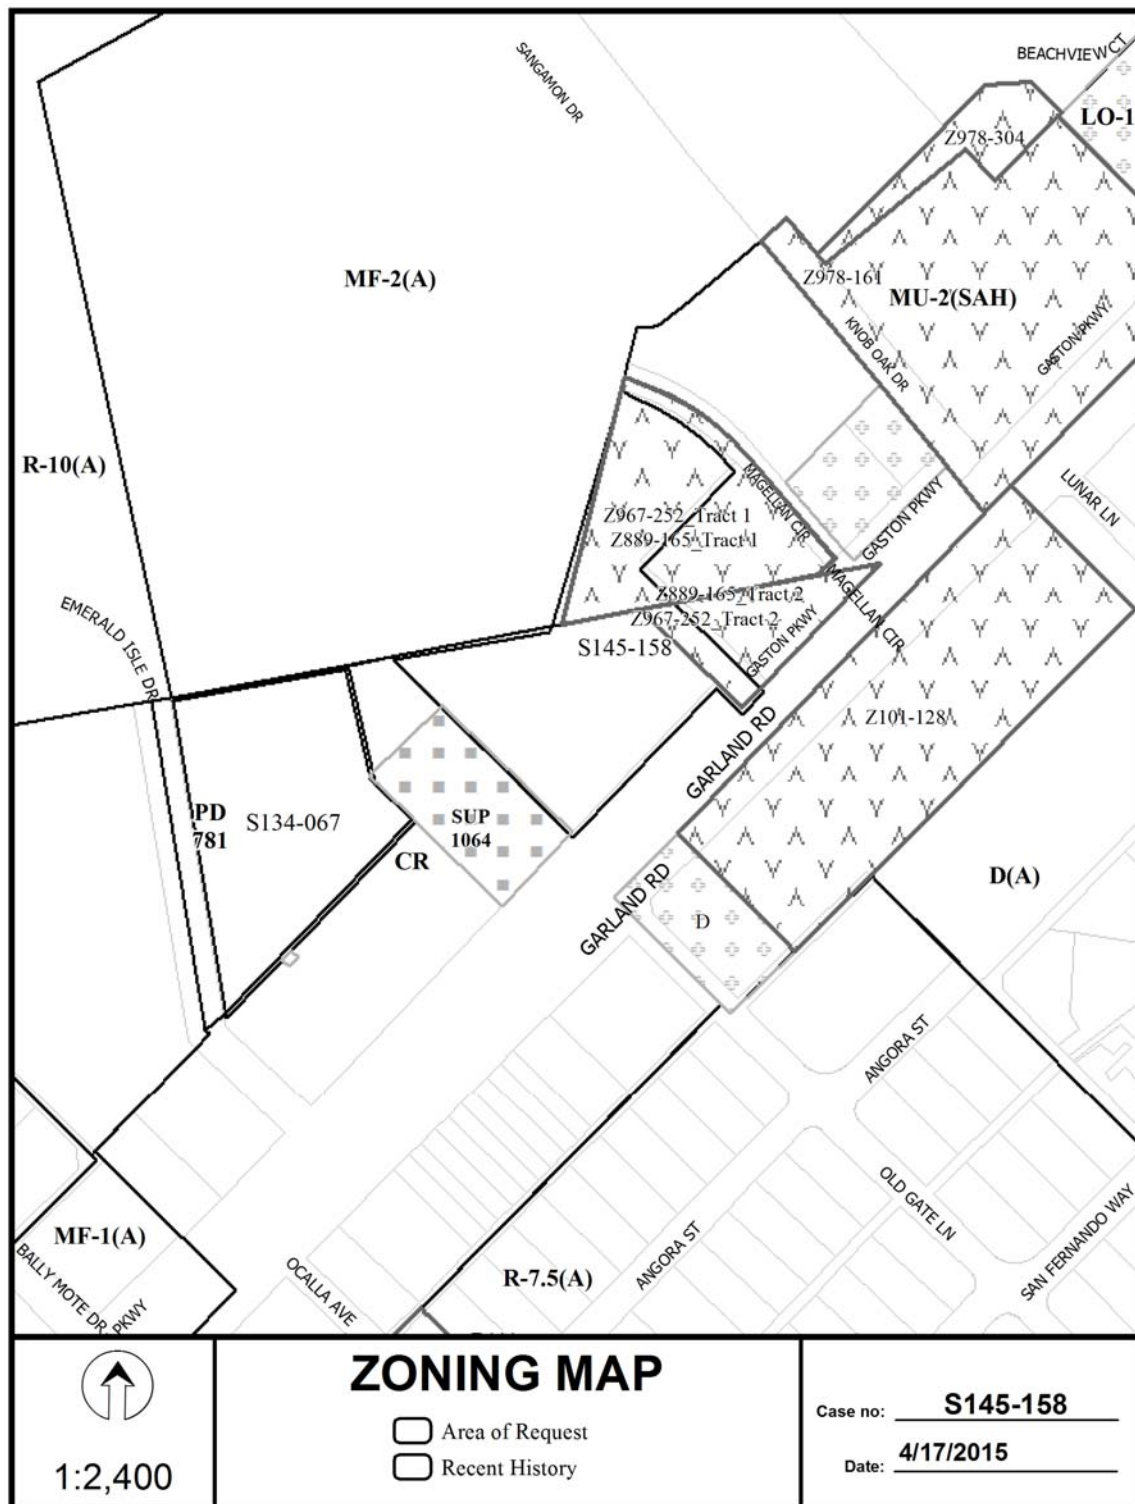 BEACHVIEW CT
SANGAMON DR
LO-1
Z978-304
MF-2(A)
Z978-161
MU-2(SAH)
KNOB OAK DR
GASTON PKWY
R-10(A)
MAGELLAN CIR
LUNAR LN
GASTON PKWY
Z967-252_Tract 1
Z889-165_Tract 1
Z889-165_Tract 2
Z967-252_Tract 2
MAGELLAN CIR
EMERALD ISLE DR
S145-158
GASTON PKWY
Z101-128
GARLAND RD
PD
781
S134-067
SUP
1064
CR
D(A)
GARLAND RD
D
ANGORA ST
OLD GATE LN
SAN FERNANDO WAY
MF-1(A)
ANGORA ST
R-7.5(A)
OCALLA AVE
BALLY MOTE DR
PKWY
1:2,400
ZONING MAP
Area of Request
Recent History
Case no: S145-158
Date: 4/17/2015